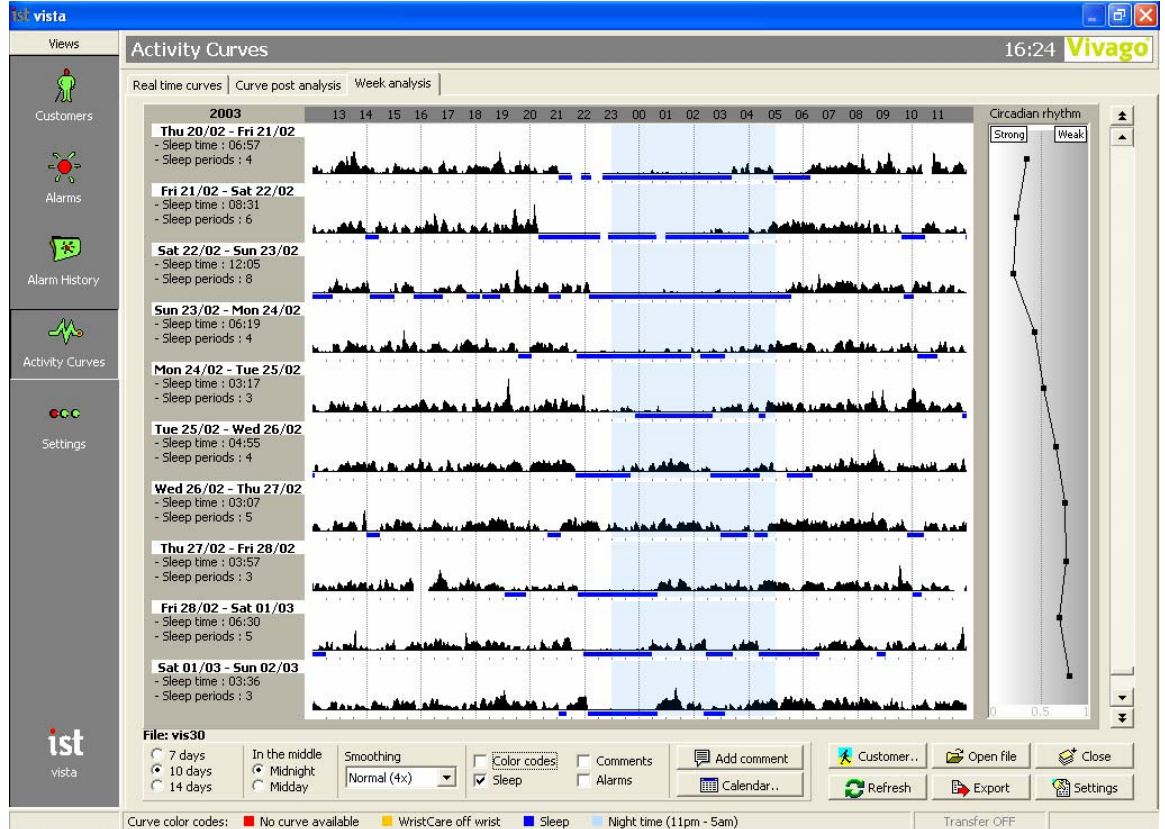 ist vista
Views
Activity Curves
16:24 Vivago
Customers
Alarms
Alarm History
Activity Curves
Settings
ist
vista
Real time curves
Curve post analysis
Week analysis
2003
13 14 15 16 17 18 19 20 21 22 23 00 01 02 03 04 05 06 07 08 09 10 11
Circadian rhythm
Strong
Weak
Thu 20/02 - Fri 21/02
- Sleep time : 06:57
- Sleep periods : 4
Fri 21/02 - Sat 22/02
- Sleep time : 08:31
- Sleep periods : 6
Sat 22/02 - Sun 23/02
- Sleep time : 12:05
- Sleep periods : 8
Sun 23/02 - Mon 24/02
- Sleep time : 06:19
- Sleep periods : 4
Mon 24/02 - Tue 25/02
- Sleep time : 03:17
- Sleep periods : 3
Tue 25/02 - Wed 26/02
- Sleep time : 04:55
- Sleep periods : 4
Wed 26/02 - Thu 27/02
- Sleep time : 03:07
- Sleep periods : 5
Thu 27/02 - Fri 28/02
- Sleep time : 03:57
- Sleep periods : 3
Fri 28/02 - Sat 01/03
- Sleep time : 06:30
- Sleep periods : 5
Sat 01/03 - Sun 02/03
- Sleep time : 03:36
- Sleep periods : 3
0 0.5 1
File: vis30
7 days
10 days
14 days
In the middle
Midnight
Midday
Smoothing
Normal (4x)
Color codes
Sleep
Comments
Alarms
Add comment
Calendar..
Customer..
Open file
Close
Refresh
Export
Settings
Curve color codes: No curve available WristCare off wrist Sleep Night time (11pm - 5am)
Transfer OFF